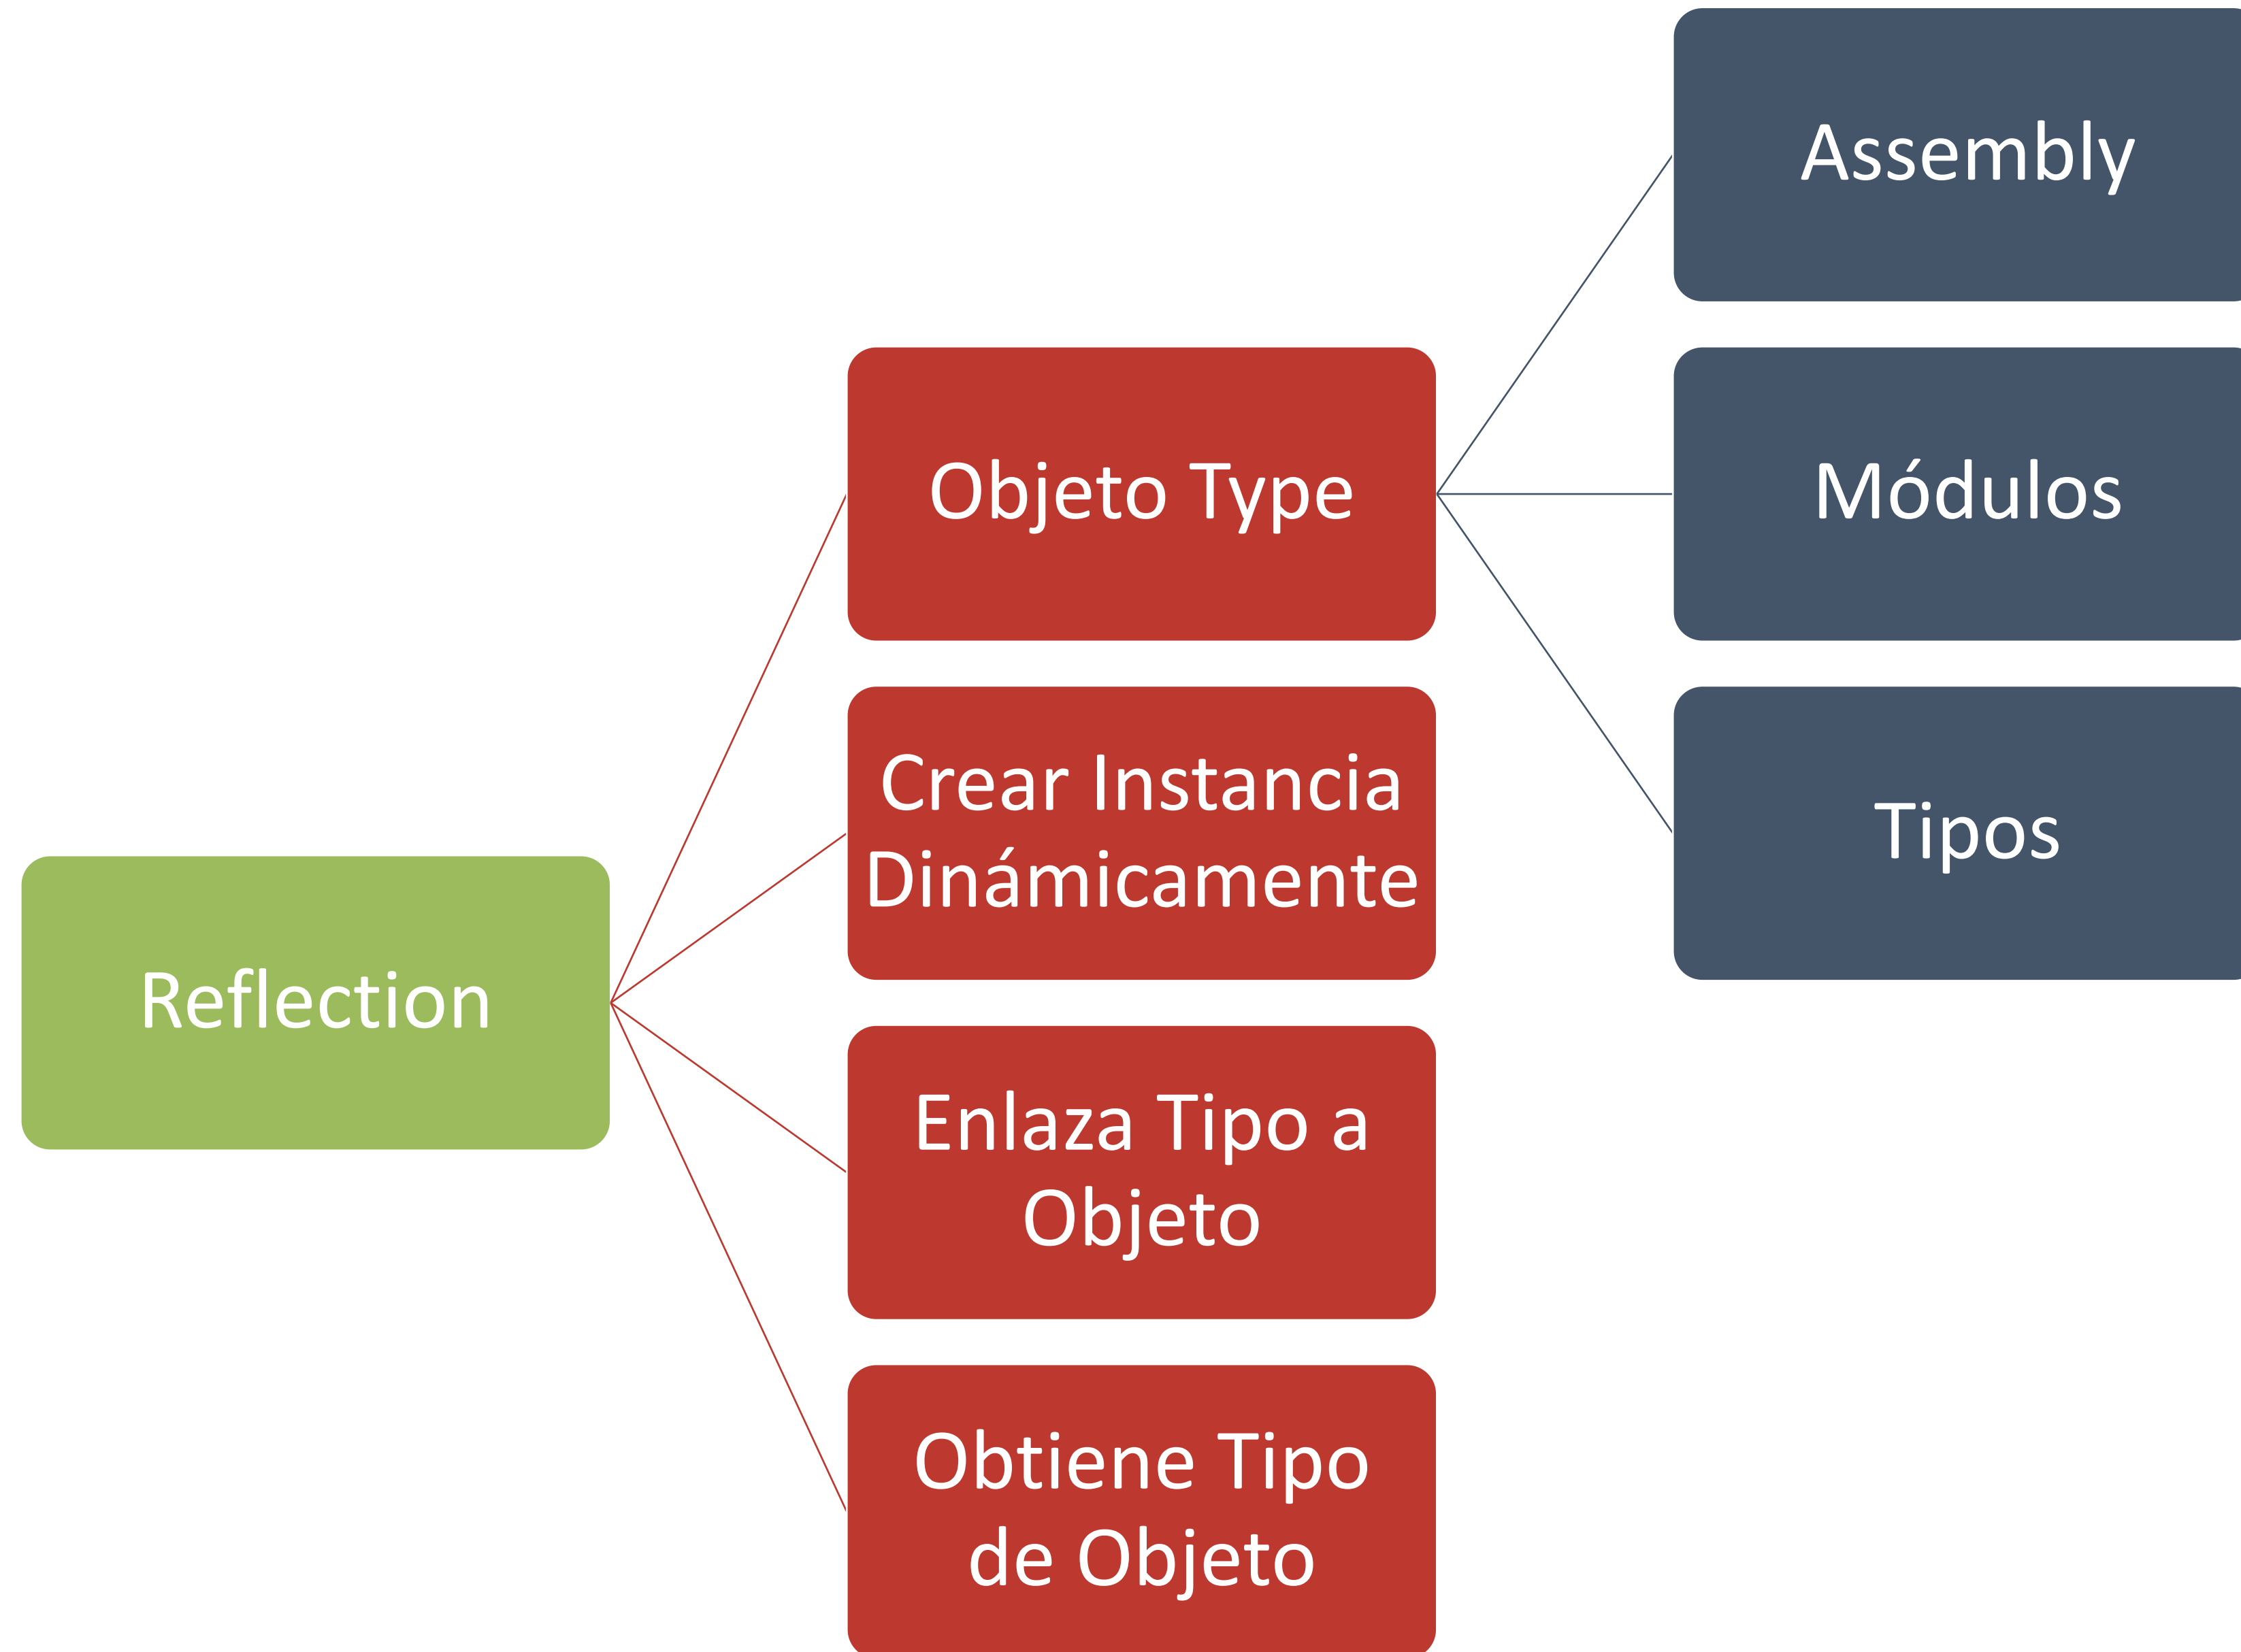 Reflection
Objeto Type
Crear Instancia
Dinámicamente
Enlaza Tipo a
Objeto
Obtiene Tipo
de Objeto
Assembly
Módulos
Tipos